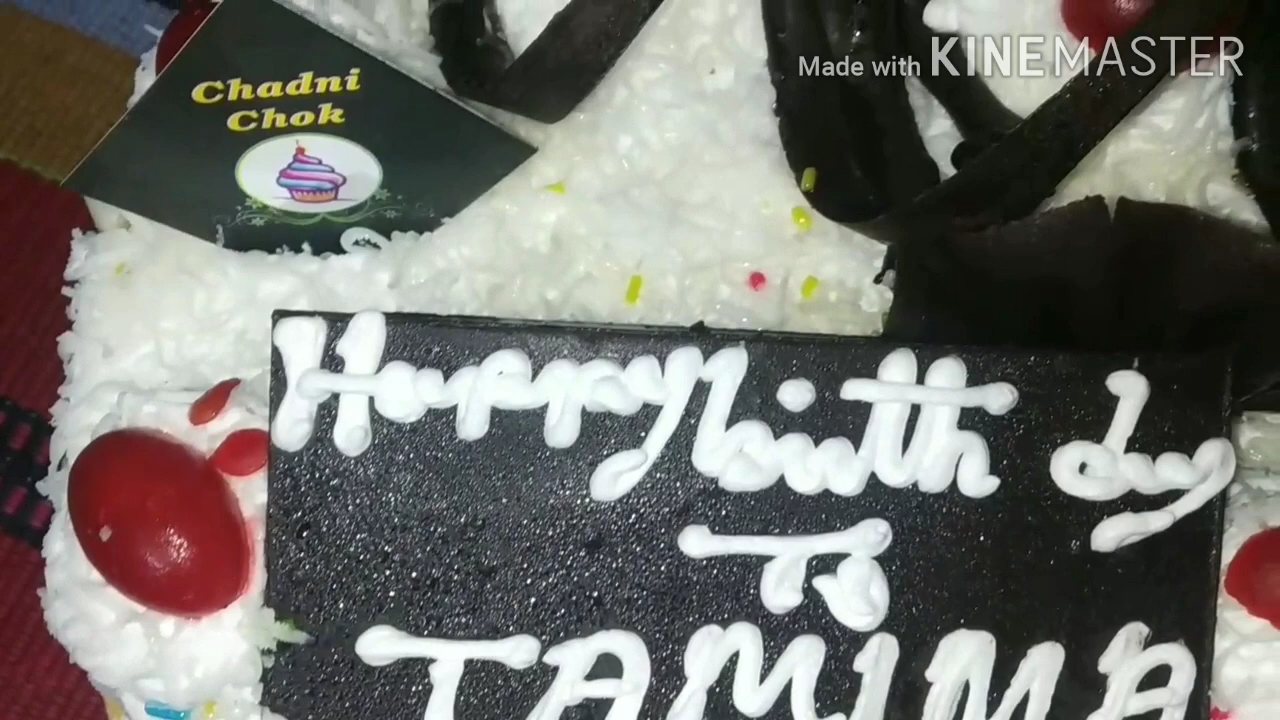 Made with KINEMASTER
Chadni
Chok
Happy birth day
To
TAMIMA